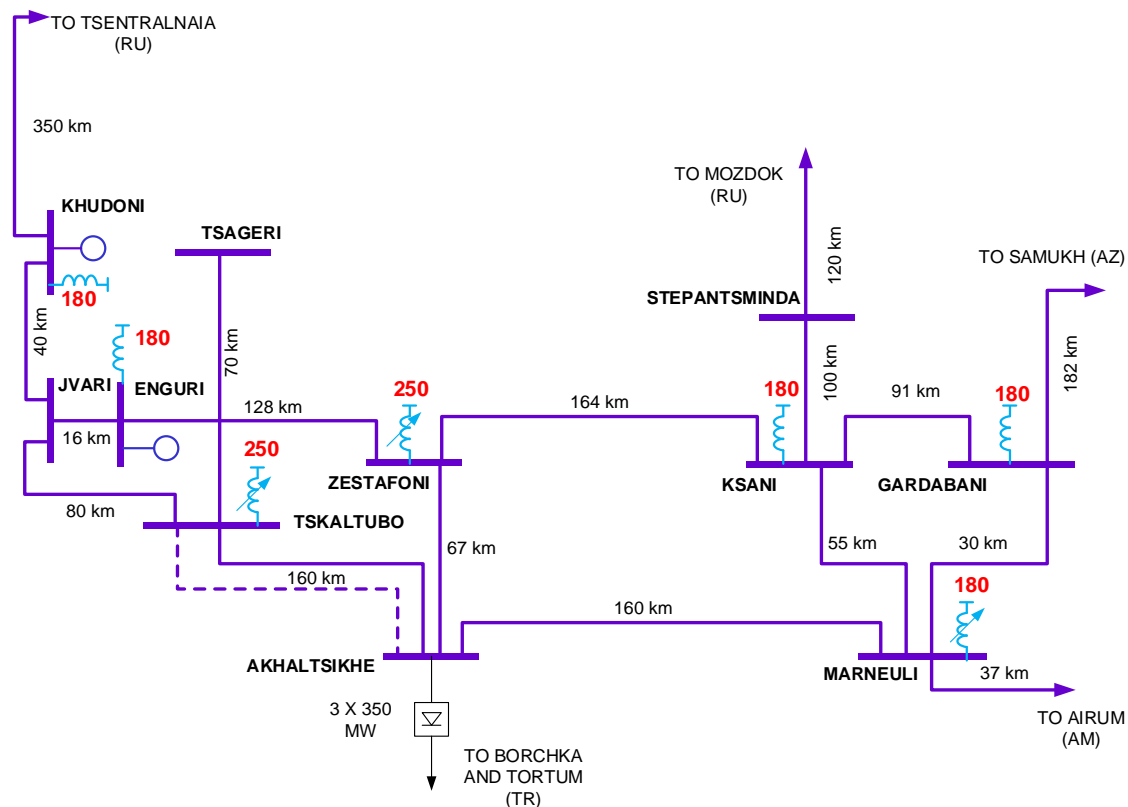 TO TSENTRALNAIA
(RU)
350 km
KHUDONI
180
40 km
TSAGERI
180
JVARI
ENGURI
16 km
70 km
128 km
250
ZESTAFONI
250
80 km
TSKALTUBO
160 km
67 km
164 km
TO MOZDOK
(RU)
120 km
STEPANTSMINDA
100 km
180
KSANI
91 km
180
GARDABANI
TO SAMUKH (AZ)
182 km
55 km
30 km
180
160 km
AKHALTSIKHE
MARNEULI
37 km
TO AIRUM
(AM)
3 X 350
MW
TO BORCHKA
AND TORTUM
(TR)